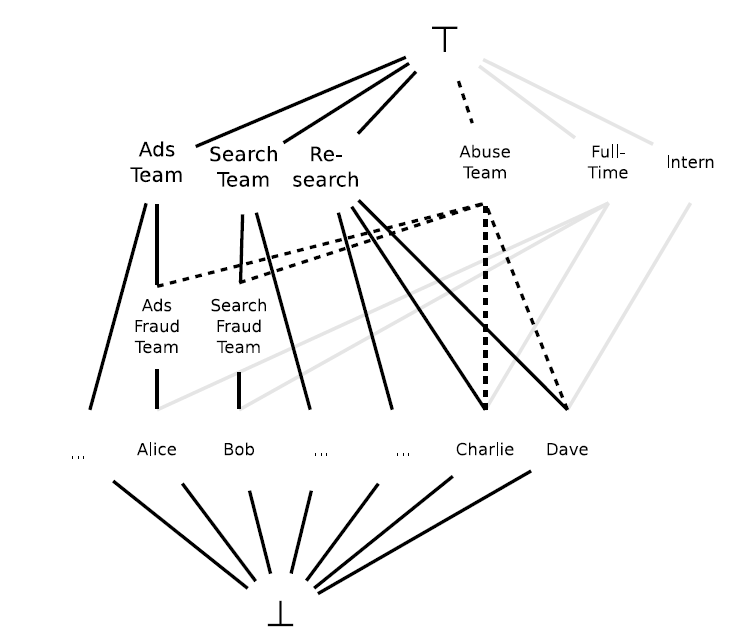 ⊤
Ads
Team
Search
Team
Re-
search
Abuse
Team
Full-
Time
Intern
Ads
Fraud
Team
Search
Fraud
Team
... Alice Bob ... ... Charlie Dave
⊥